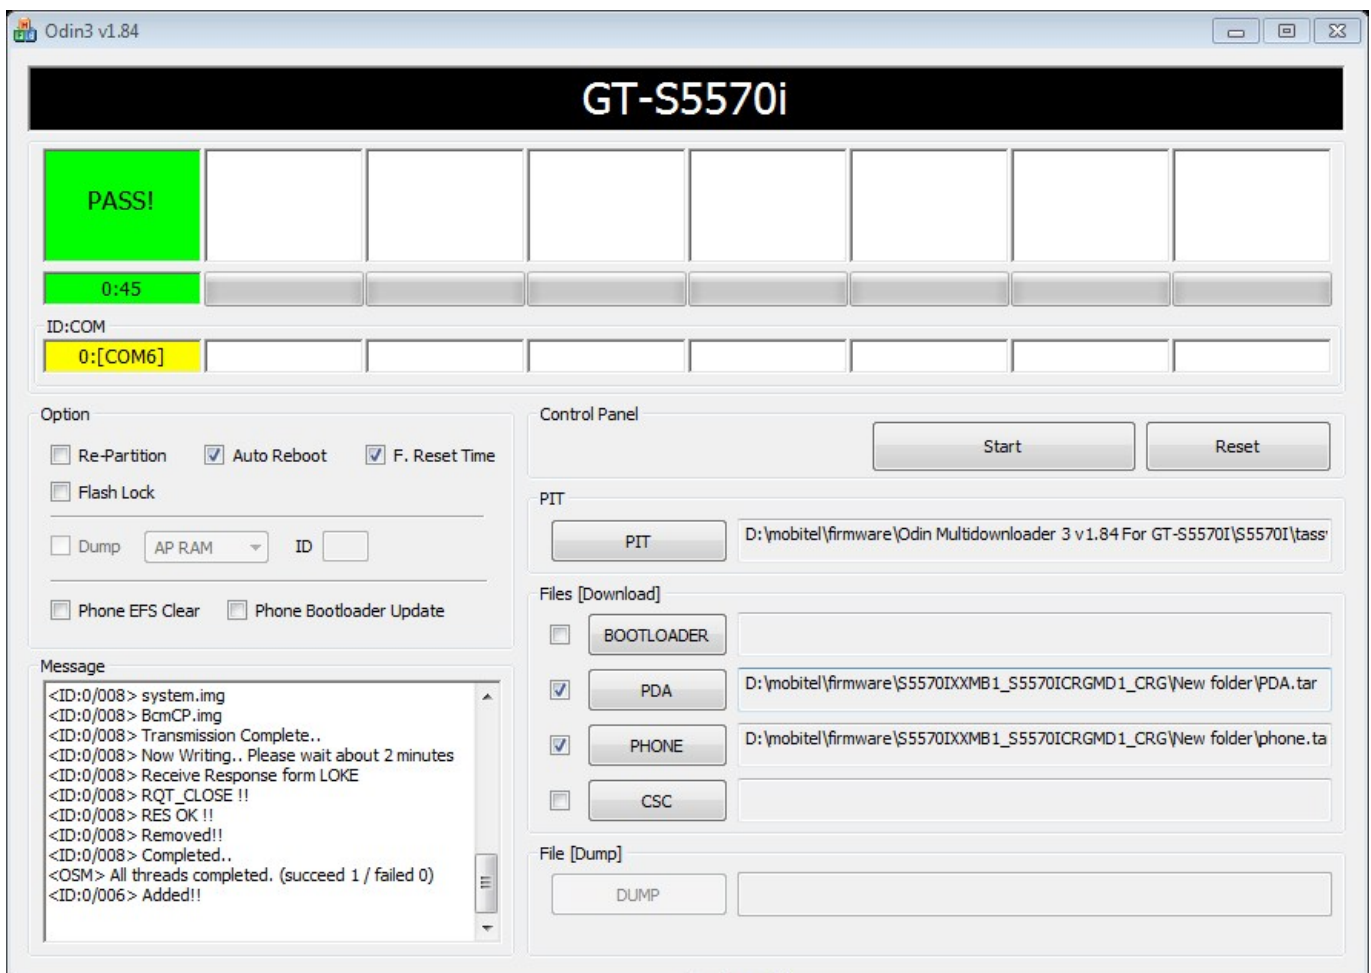 Odin3 v1.84
GT-S5570i
PASS!
0:45
ID:COM
0:[COM6]
Option
Re-Partition Auto Reboot F. Reset Time
Flash Lock
Dump AP RAM ID
Phone EFS Clear Phone Bootloader Update
Message
<ID:0/008> system.img
<ID:0/008> BcmCP.img
<ID:0/008> Transmission Complete..
<ID:0/008> Now Writing.. Please wait about 2 minutes
<ID:0/008> Receive Response form LOKE
<ID:0/008> RQT_CLOSE !!
<ID:0/008> RES OK !!
<ID:0/008> Removed!!
<ID:0/008> Completed..
<OSM> All threads completed. (succeed 1 / failed 0)
<ID:0/006> Added!!
Control Panel
Start Reset
PIT
PIT D:\mobitel\firmware\Odin Multidownloader 3 v1.84 For GT-S5570I\S5570I\tass
Files [Download]
BOOTLOADER
PDA D:\mobitel\firmware\S5570IXXMB1_S5570ICRGMD1_CRG\New folder\PDA.tar
PHONE D:\mobitel\firmware\S5570IXXMB1_S5570ICRGMD1_CRG\New folder\phone.ta
CSC
File [Dump]
DUMP